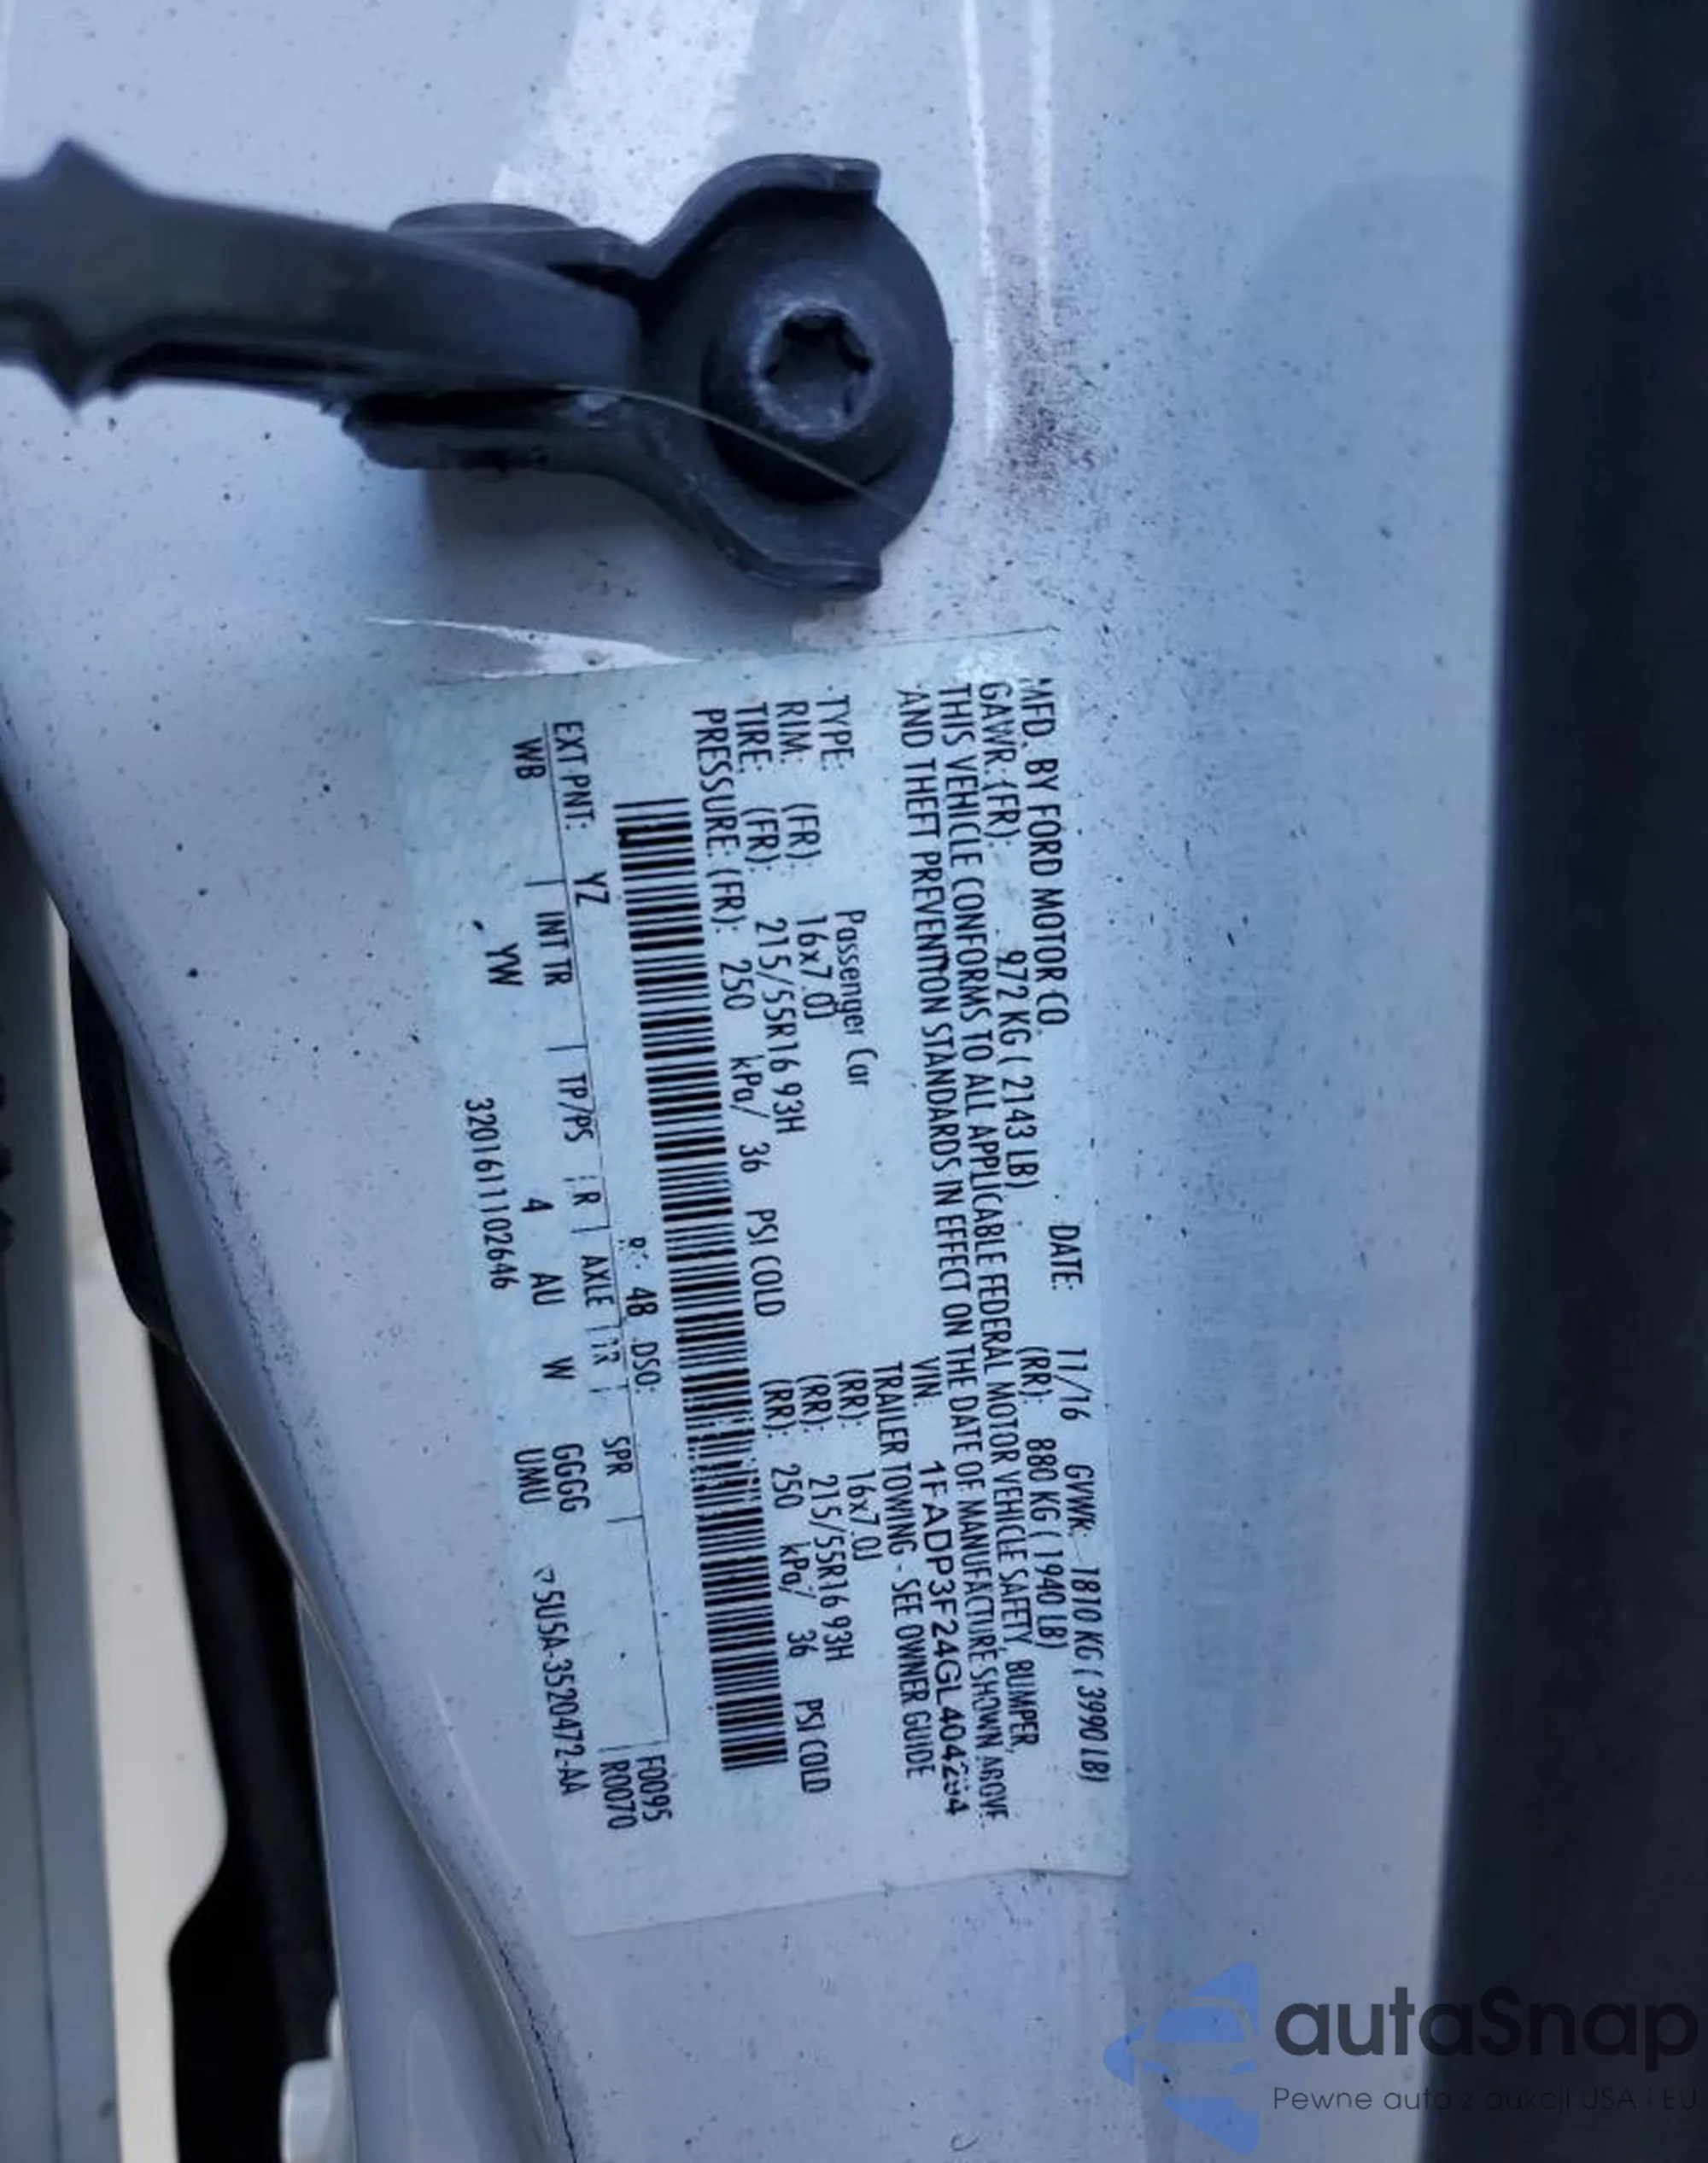 MFD. BY FORD MOTOR CO. DATE: 11/16 GVWR: 1810 KG ( 3990 LB)
GAWR: (FR): 972 KG ( 2143 LB) (RR): 880 KG ( 1940 LB)
THIS VEHICLE CONFORMS TO ALL APPLICABLE FEDERAL MOTOR VEHICLE SAFETY, BUMPER,
AND THEFT PREVENTION STANDARDS IN EFFECT ON THE DATE OF MANUFACTURE SHOWN ABOVE.
VIN:
TYPE: Passenger Car TRAILER TOWING - SEE OWNER GUIDE
RIM: (FR): 16x7.0J (RR): 16x7.0J
TIRE: (FR): 215/55R16 93H (RR): 215/55R16 93H
PRESSURE: (FR): 250 kPa/ 36 PSI COLD (RR): 250 kPa/ 36 PSI COLD
EXT PNT: YZ 48 DSO: F0095
WB INT TR TP/PS R AXLE TR SPR R0070
YW 4 AU W GGGG
3201611102646 UMU 5U5A-3520472-AA
autaSnap
Pewne auta z aukcji USA i EU